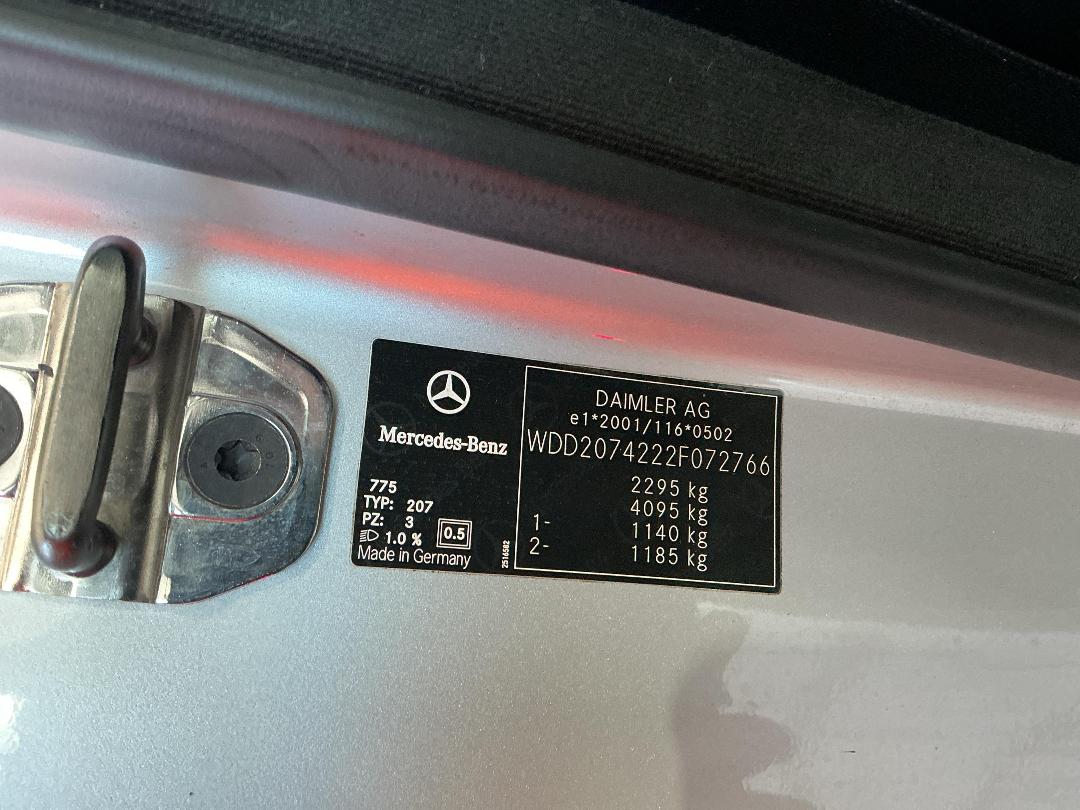 Mercedes-Benz
775
TYP: 207
PZ: 3
1.0 %
0.5
Made in Germany
2516582
DAIMLER AG
e1*2001/116*0502
WDD2074222F072766
2295 kg
4095 kg
1- 1140 kg
2- 1185 kg